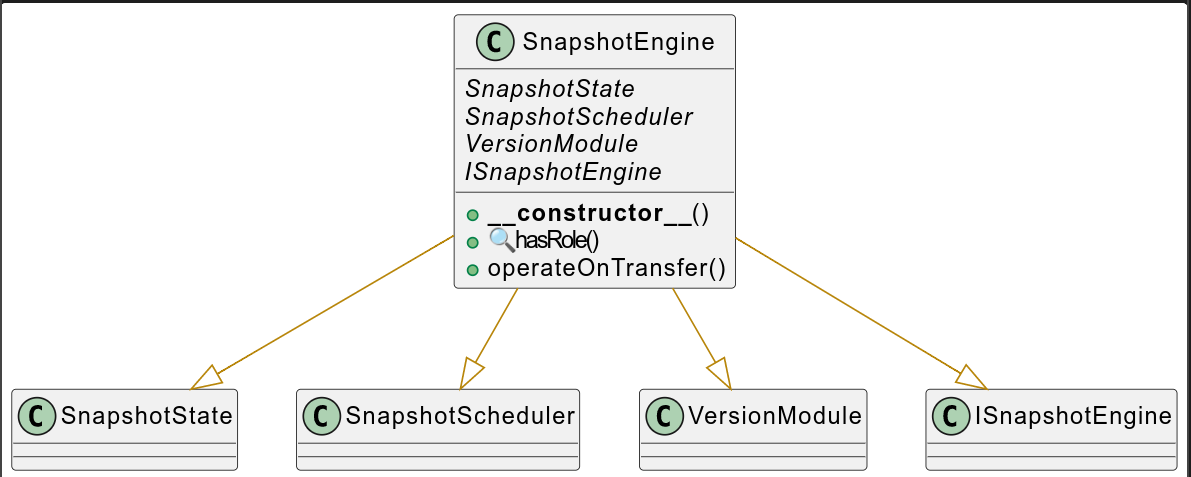 C SnapshotEngine
SnapshotState
SnapshotScheduler
VersionModule
ISnapshotEngine
__constructor__()
🔍hasRole()
operateOnTransfer()
C SnapshotState
C SnapshotScheduler
C VersionModule
C ISnapshotEngine